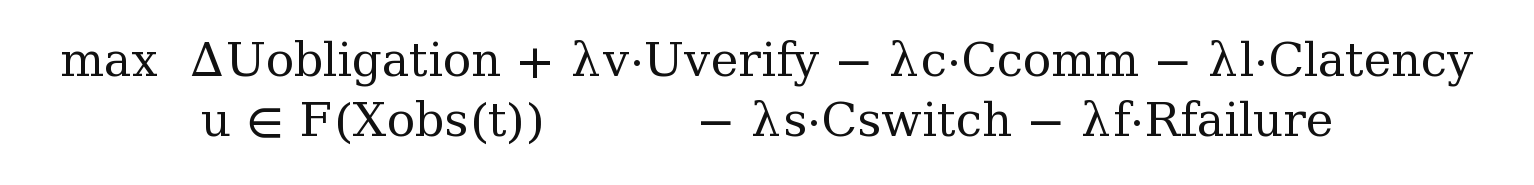 max ΔUobligation + λv·Uverify − λc·Ccomm − λl·Clatency
u ∈ F(Xobs(t)) − λs·Cswitch − λf·Rfailure